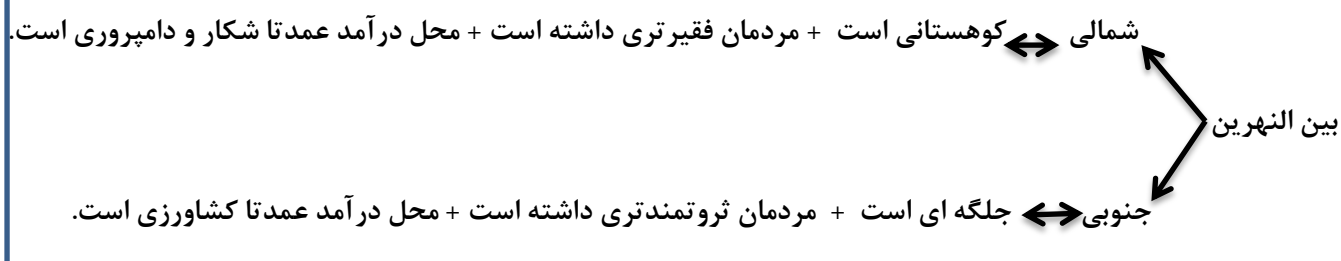 شمالی کوهستانی است + مردمان فقیرتری داشته است + محل درآمد عمدتا شکار و دامپروری است.
بین النهرین
جنوبی جلگه ای است + مردمان ثروتمندتری داشته است + محل درآمد عمدتا کشاورزی است.